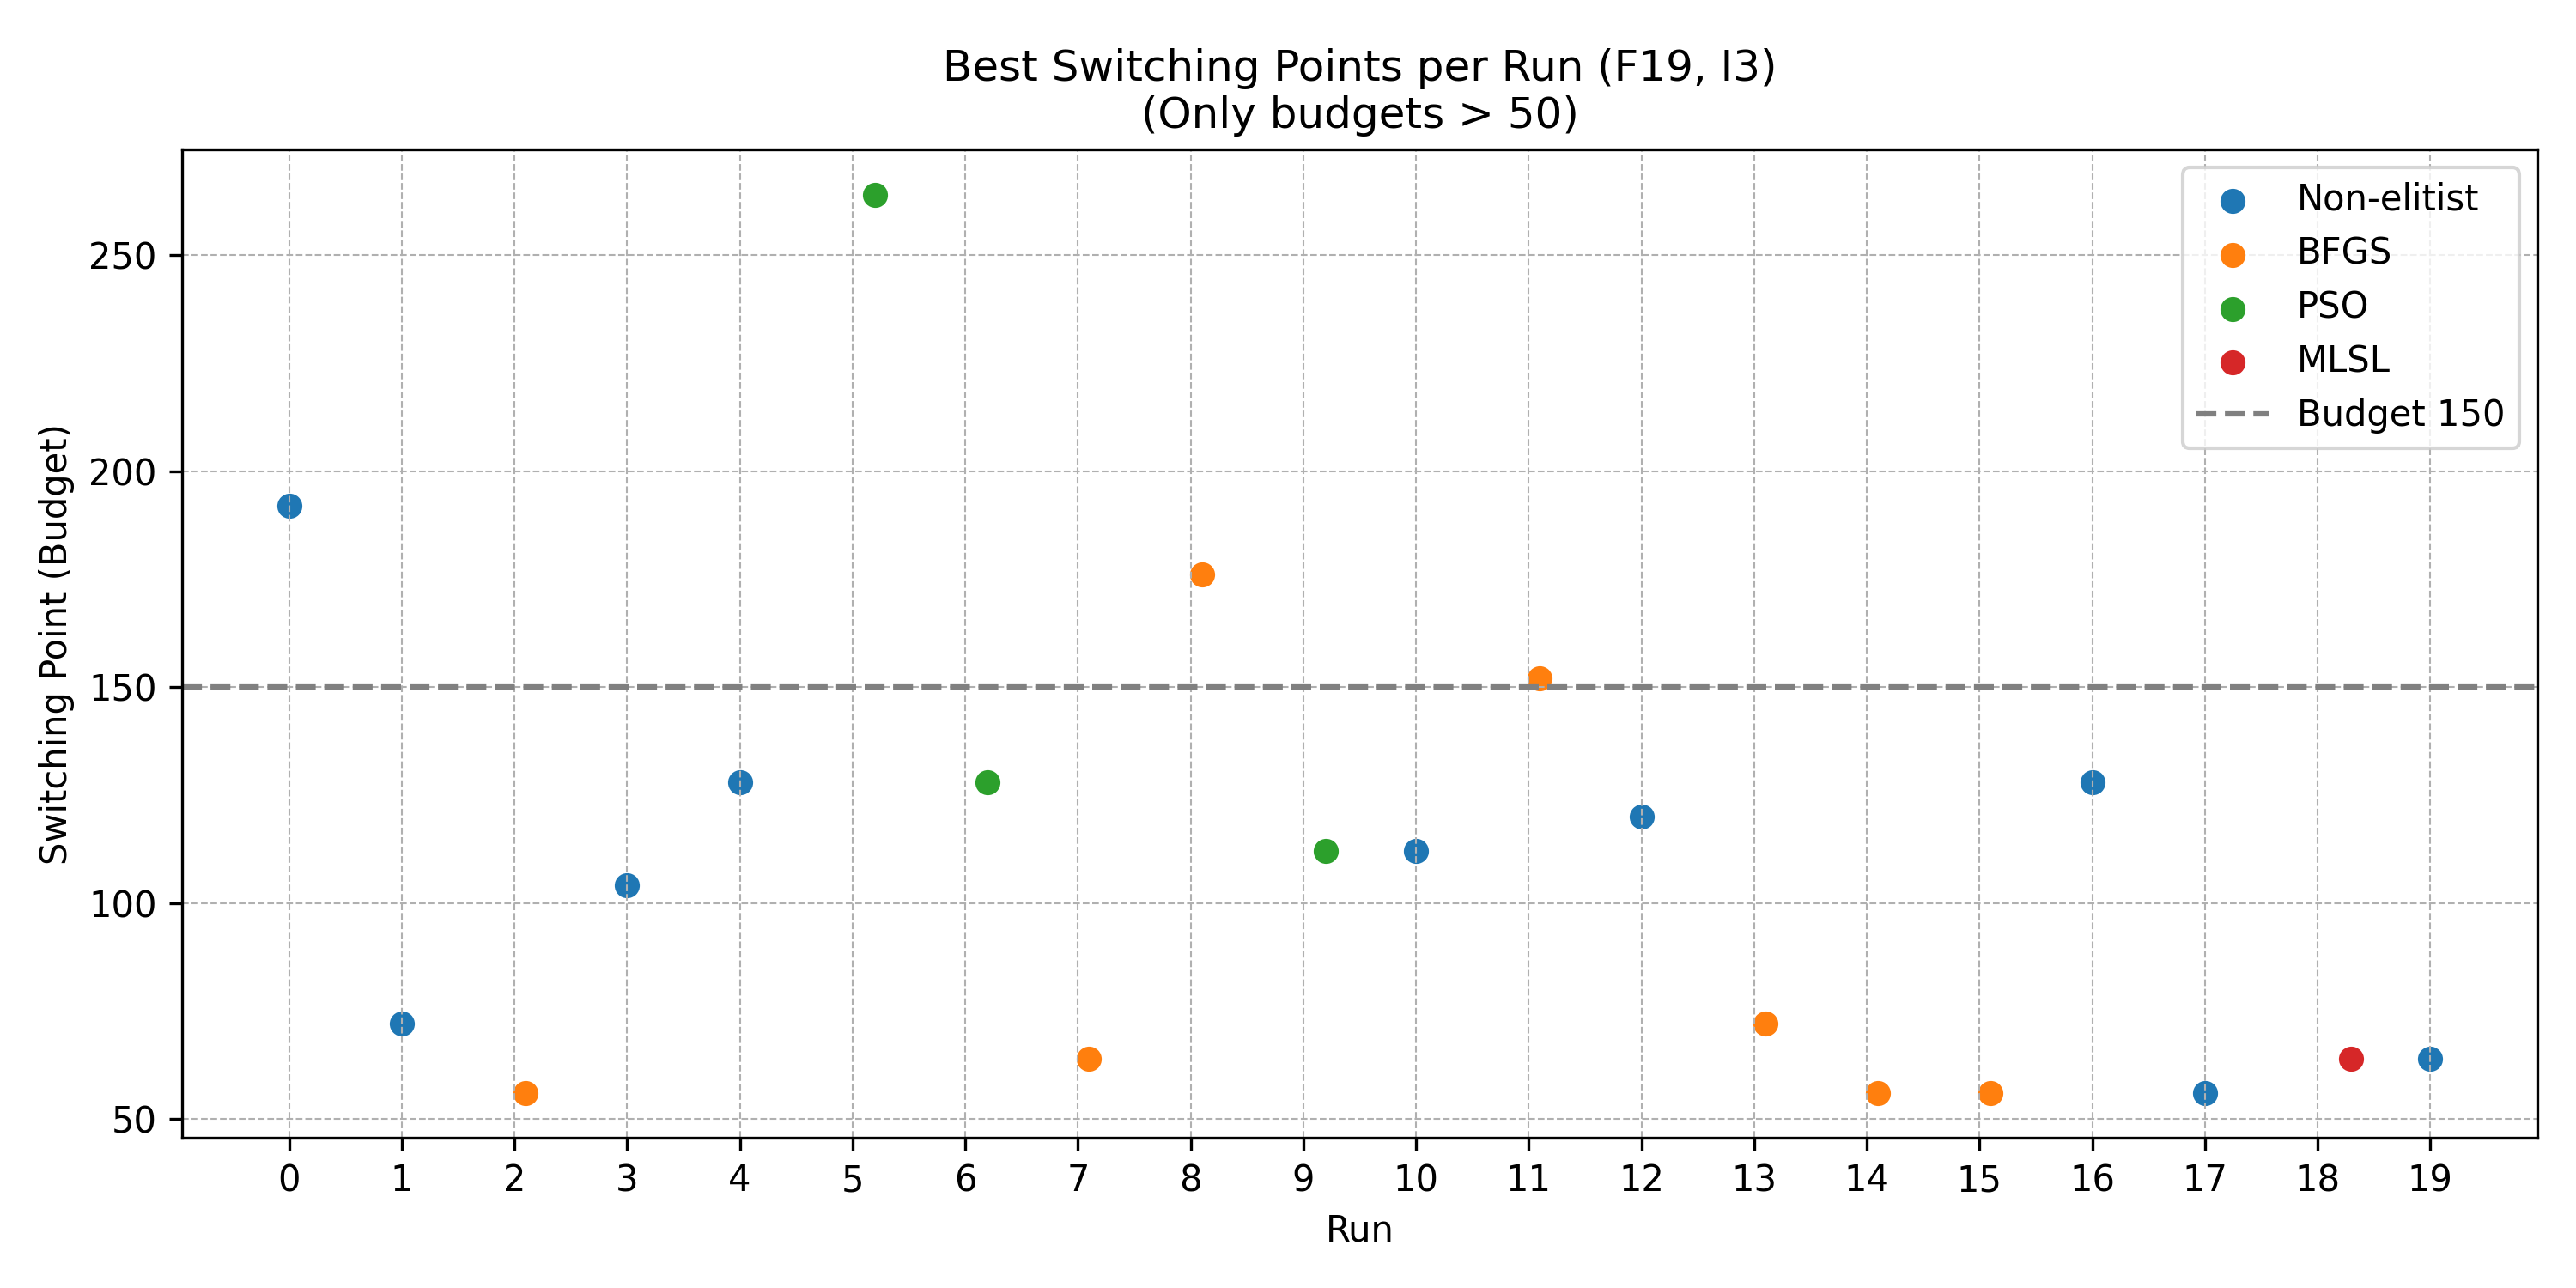 Best Switching Points per Run (F19, I3)
(Only budgets > 50)
Switching Point (Budget)
250
200
150
100
50
Non-elitist
BFGS
PSO
MLSL
Budget 150
0 1 2 3 4 5 6 7 8 9 10 11 12 13 14 15 16 17 18 19
Run